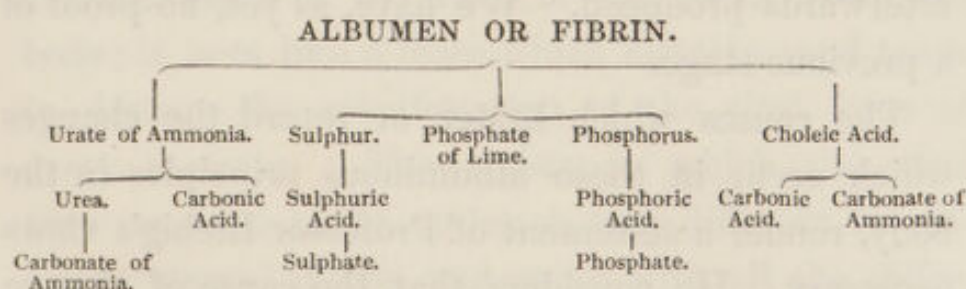 ALBUMEN OR FIBRIN.
Urate of Ammonia. Sulphur. Phosphate Phosphorus. Choleic Acid.
of Lime.
Urea. Carbonic Sulphuric Phosphoric Carbonic Carbonate of
Acid. Acid. Acid. Acid. Ammonia.
Carbonate of Sulphate. Phosphate.
Ammonia.